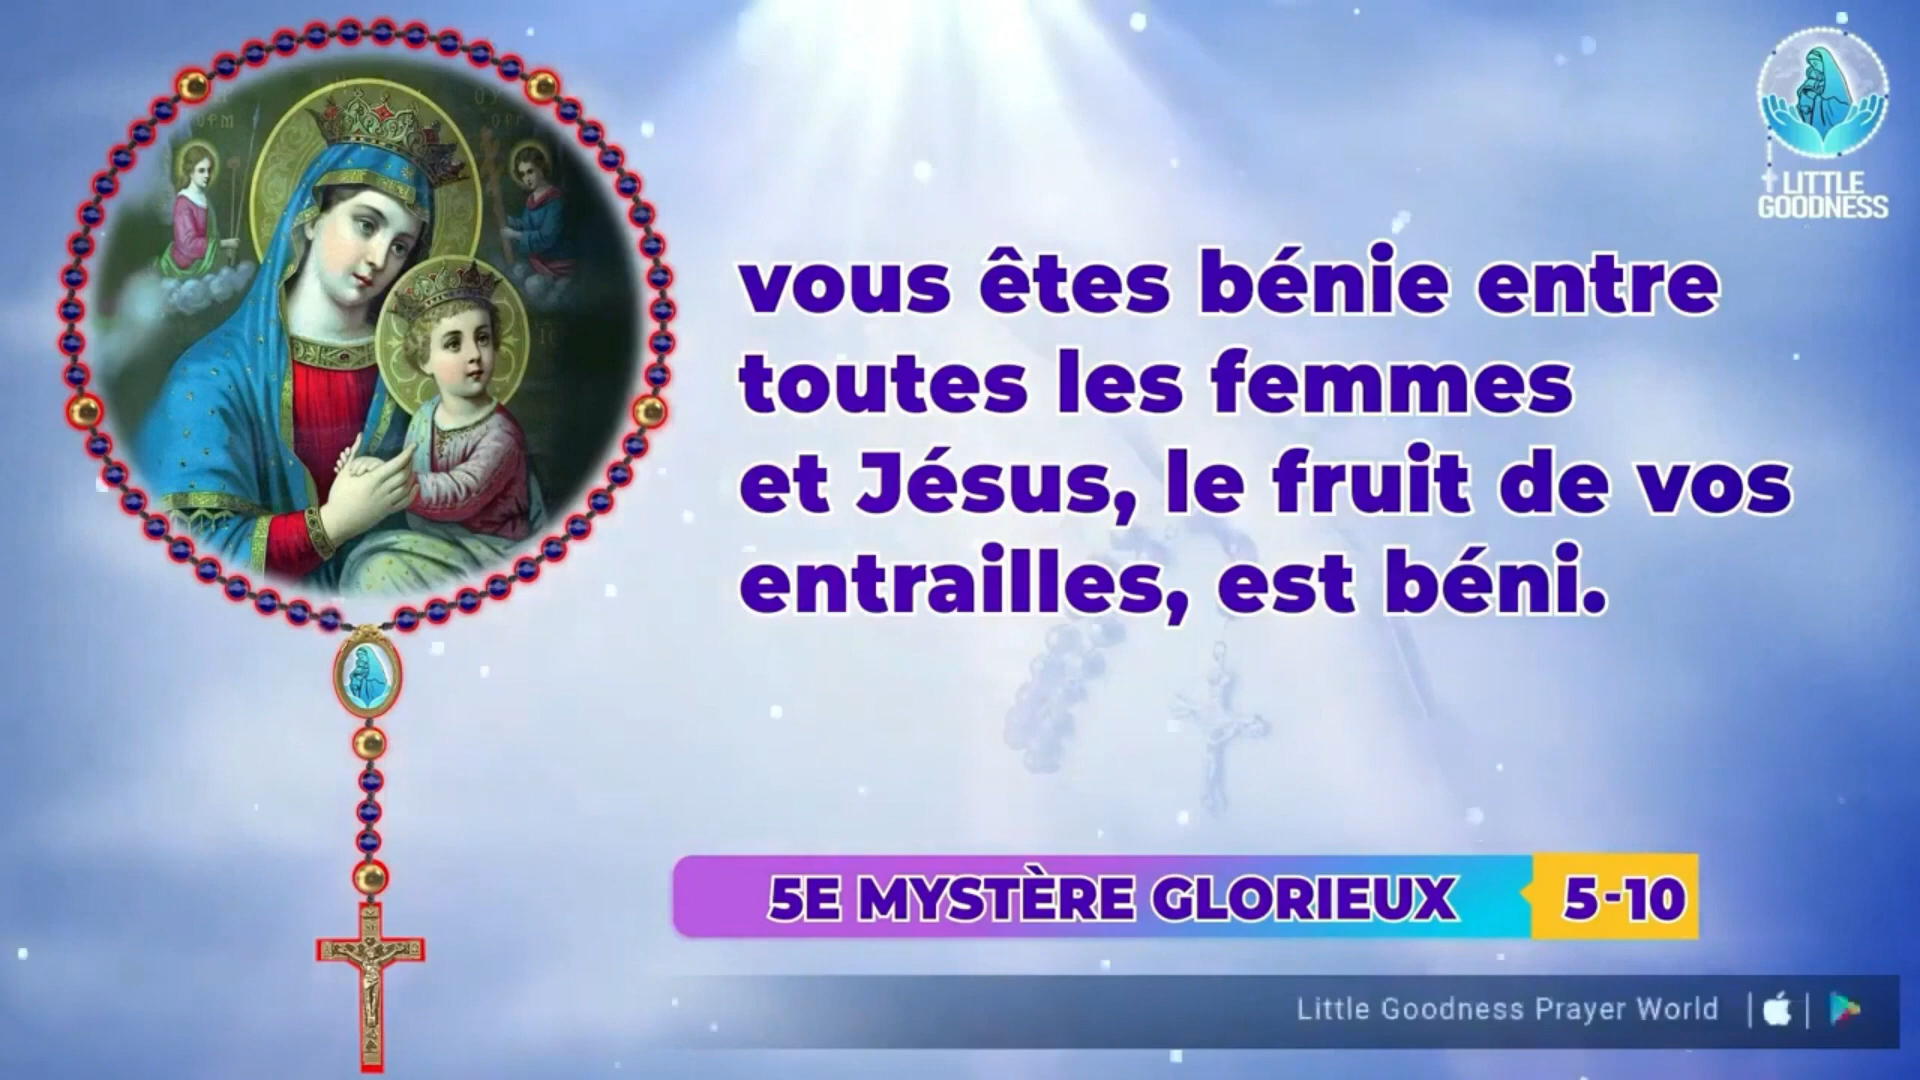 LITTLE
GOODNESS
vous êtes bénie entre
toutes les femmes
et Jésus, le fruit de vos
entrailles, est béni.
5E MYSTÈRE GLORIEUX 5-10
Little Goodness Prayer World